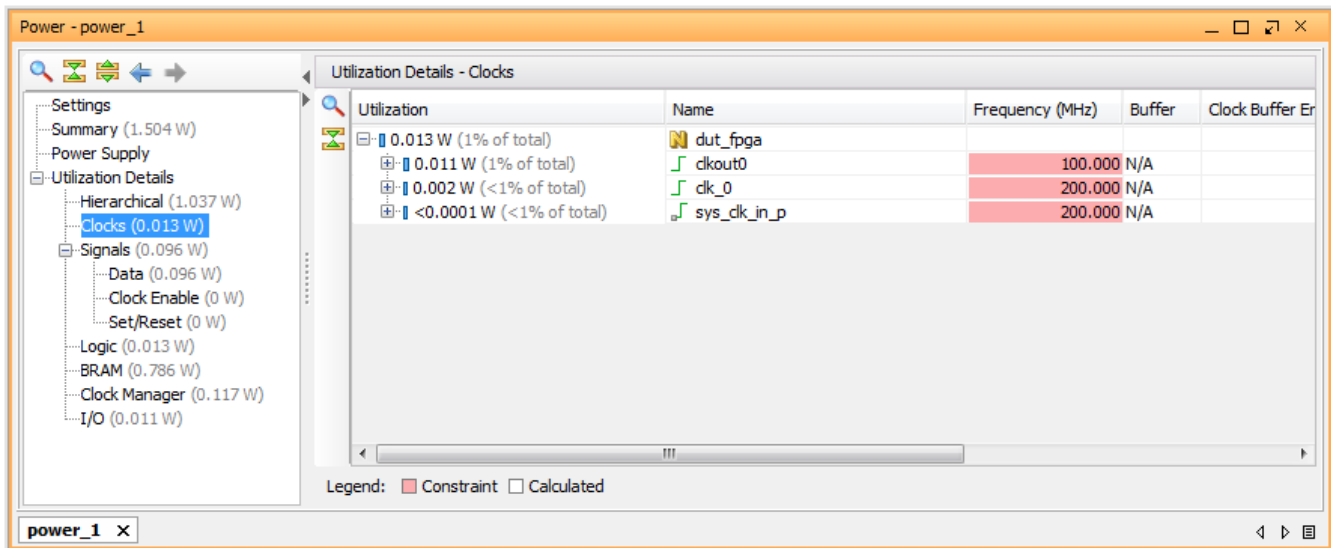 Power - power_1
Utilization Details - Clocks
Settings
Summary (1.504 W)
Power Supply
Utilization Details
Hierarchical (1.037 W)
Clocks (0.013 W)
Signals (0.096 W)
Data (0.096 W)
Clock Enable (0 W)
Set/Reset (0 W)
Logic (0.013 W)
BRAM (0.786 W)
Clock Manager (0.117 W)
I/O (0.011 W)
Utilization Name Frequency (MHz) Buffer Clock Buffer Er
0.013 W (1% of total) dut_fpga
0.011 W (1% of total) clkout0 100.000 N/A
0.002 W (<1% of total) clk_0 200.000 N/A
<0.0001 W (<1% of total) sys_clk_in_p 200.000 N/A
Legend: Constraint Calculated
power_1